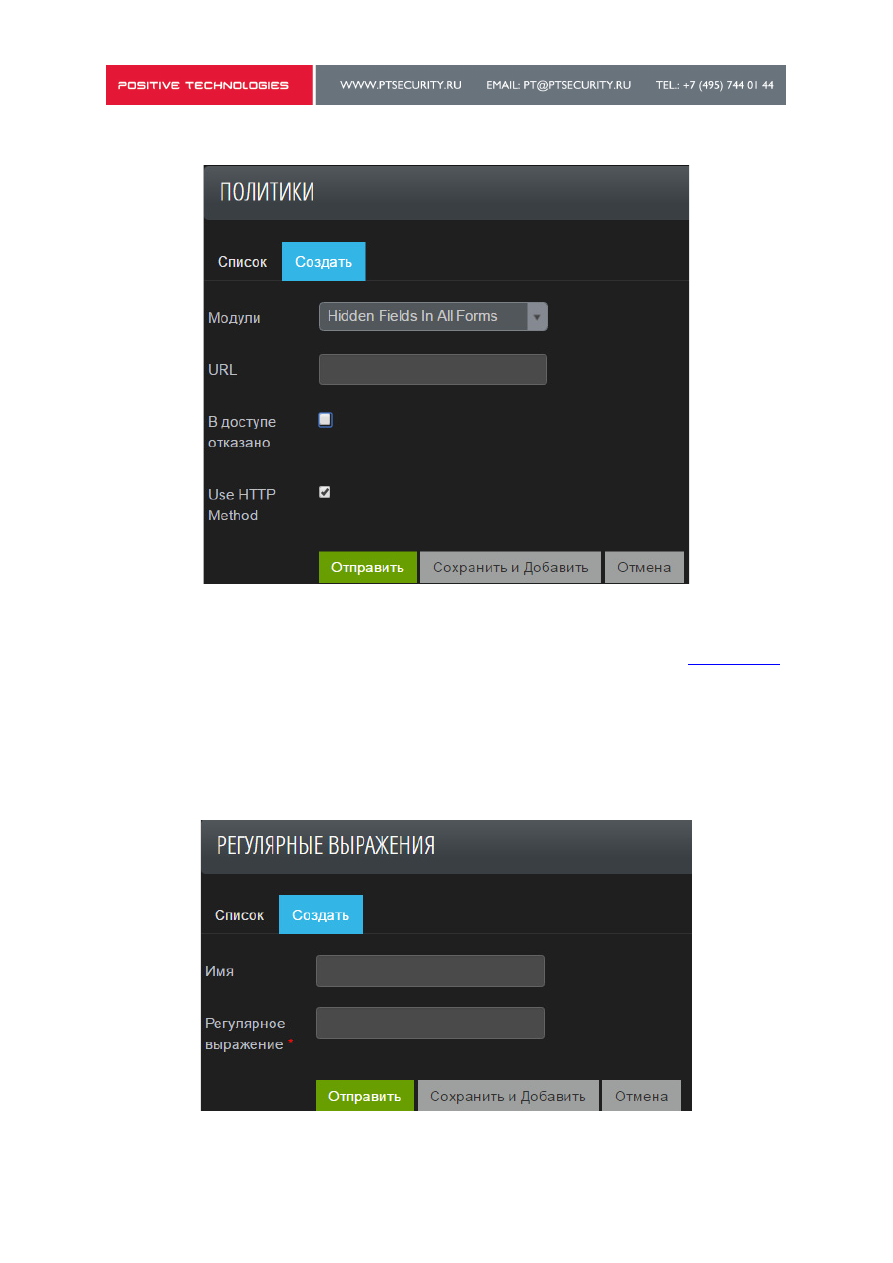 POSITIVE TECHNOLOGIES WWW.PTSECURITY.RU EMAIL: PT@PTSECURITY.RU TEL.: +7 (495) 744 01 44
ПОЛИТИКИ
Список Создать
Модули Hidden Fields In All Forms
URL
В доступе
отказано
Use HTTP
Method
Отправить Сохранить и Добавить Отмена
РЕГУЛЯРНЫЕ ВЫРАЖЕНИЯ
Список Создать
Имя
Регулярное
выражение *
Отправить Сохранить и Добавить Отмена